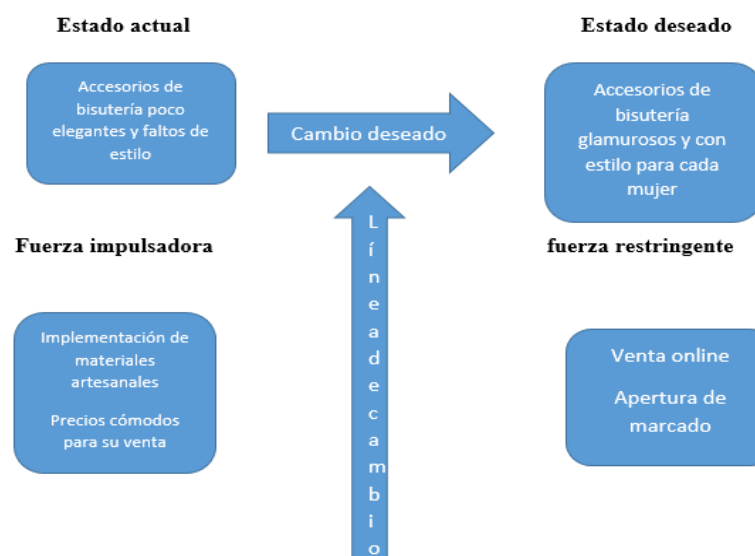 Estado actual
Estado deseado
Accesorios de
bisutería poco
elegantes y faltos de
estilo
Cambio deseado
Accesorios de
bisutería
glamurosos y con
estilo para cada
mujer
Fuerza impulsadora
fuerza restringente
Líneadecambio
Implementación de
materiales
artesanales
Precios cómodos
para su venta
Venta online
Apertura de
marcado